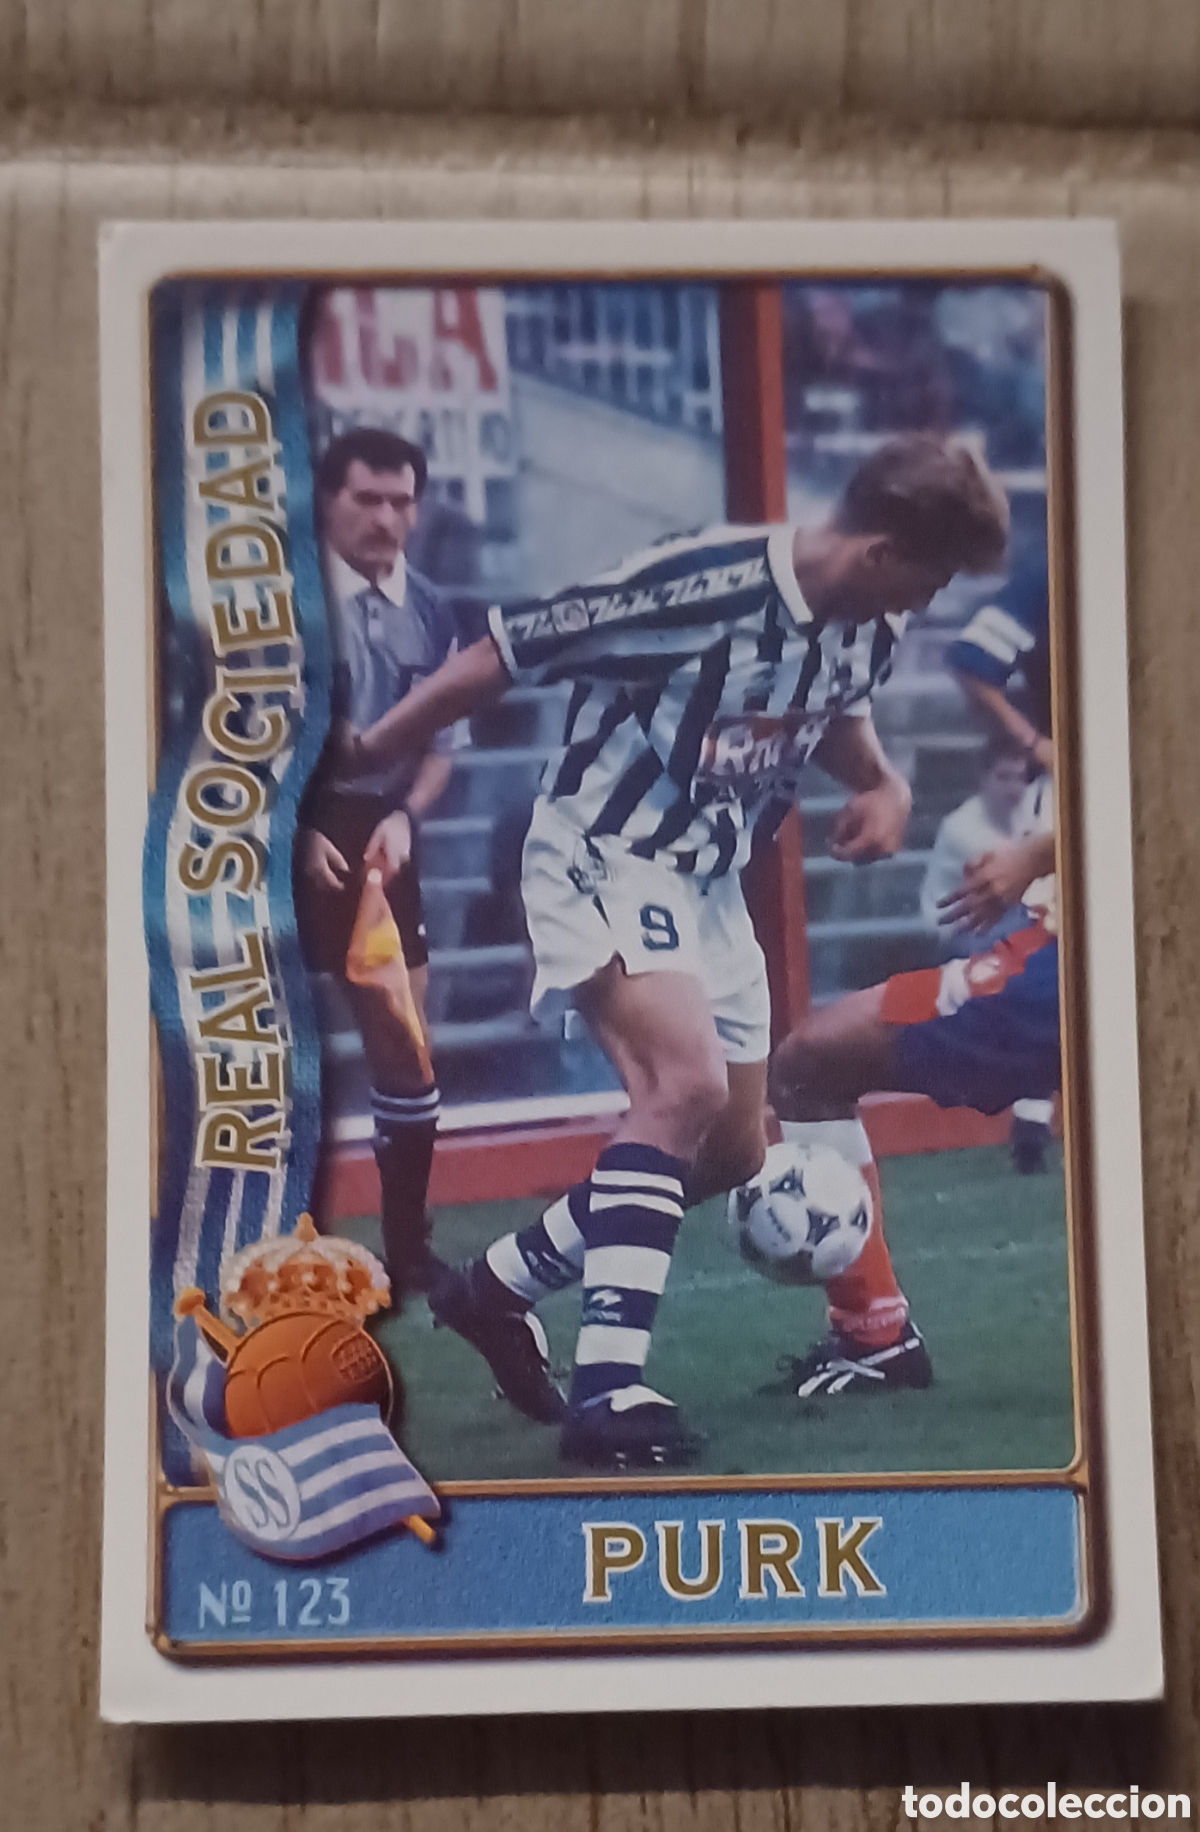 REAL SOCIEDAD
9
SS
Nº 123
PURK
todocoleccion